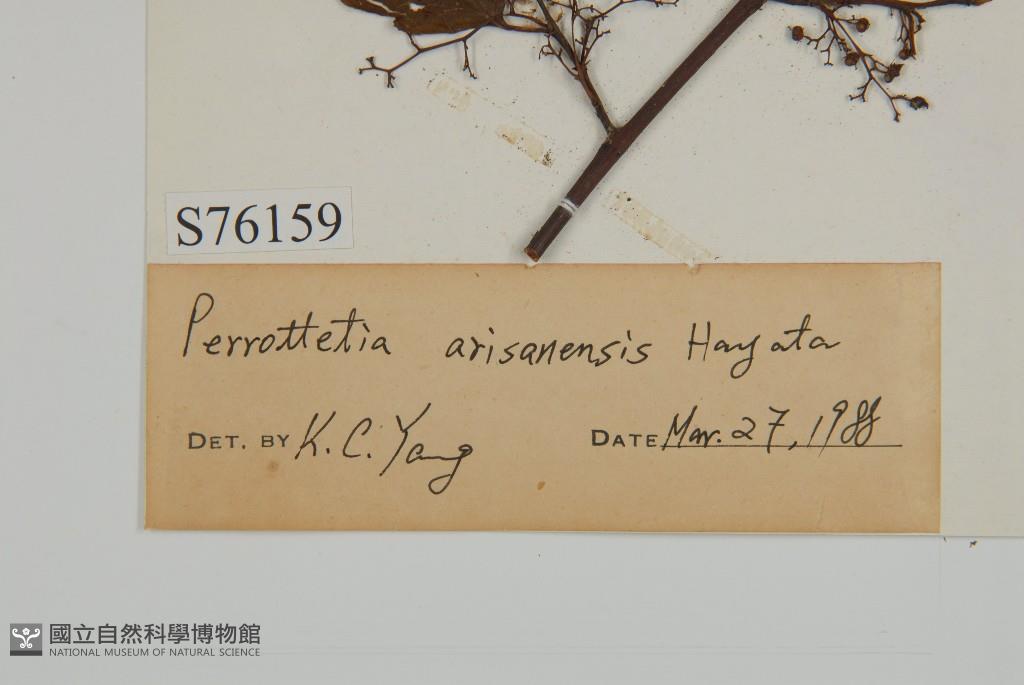 S76159
Perrottetia arisanensis Hayata
DET. BY K. C. Yang DATE Mar. 27, 1988
國立自然科學博物館
NATIONAL MUSEUM OF NATURAL SCIENCE